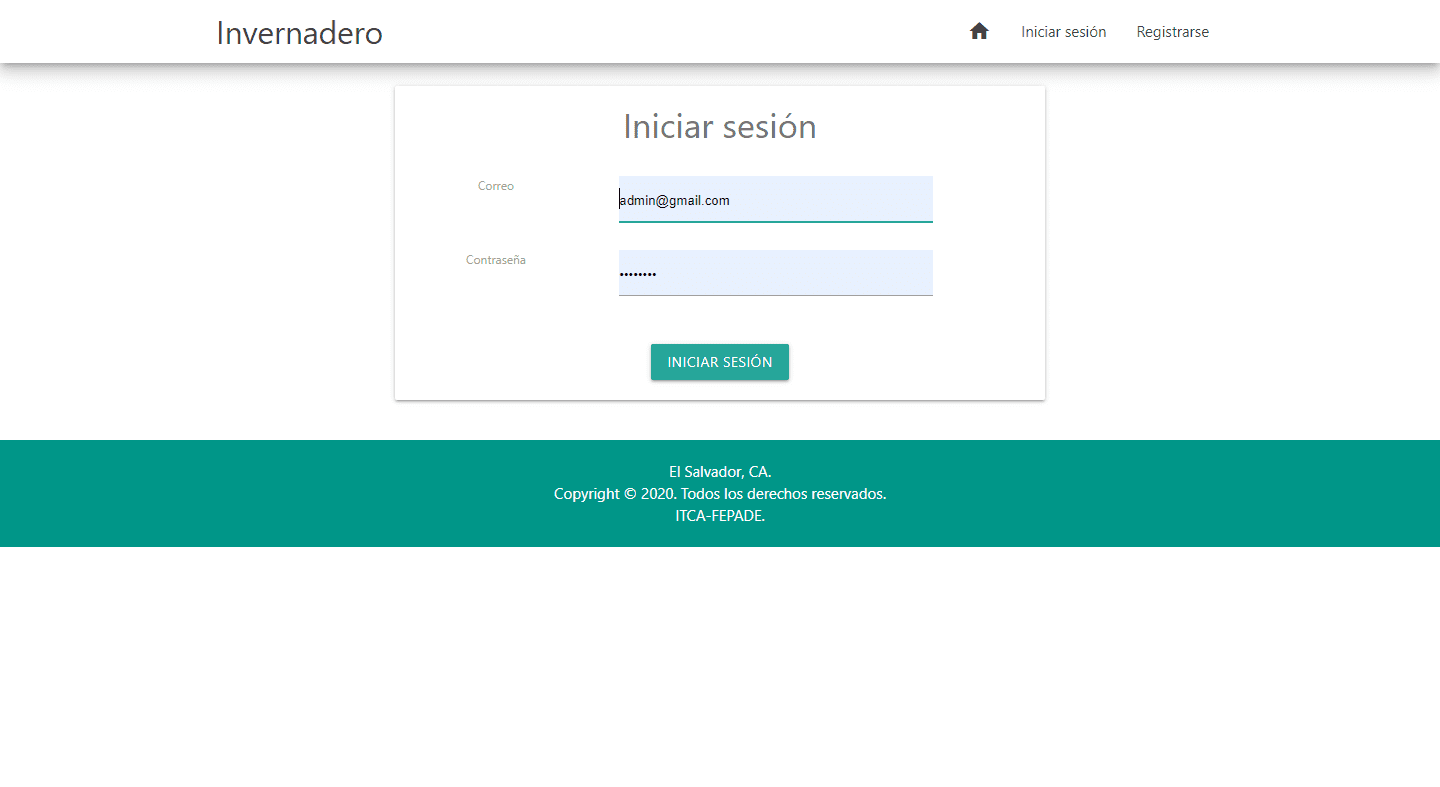 Invernadero
Iniciar sesión
Registrarse
Iniciar sesión
Correo
admin@gmail.com
Contraseña
••••••••
INICIAR SESIÓN
El Salvador, CA.
Copyright © 2020. Todos los derechos reservados.
ITCA-FEPADE.